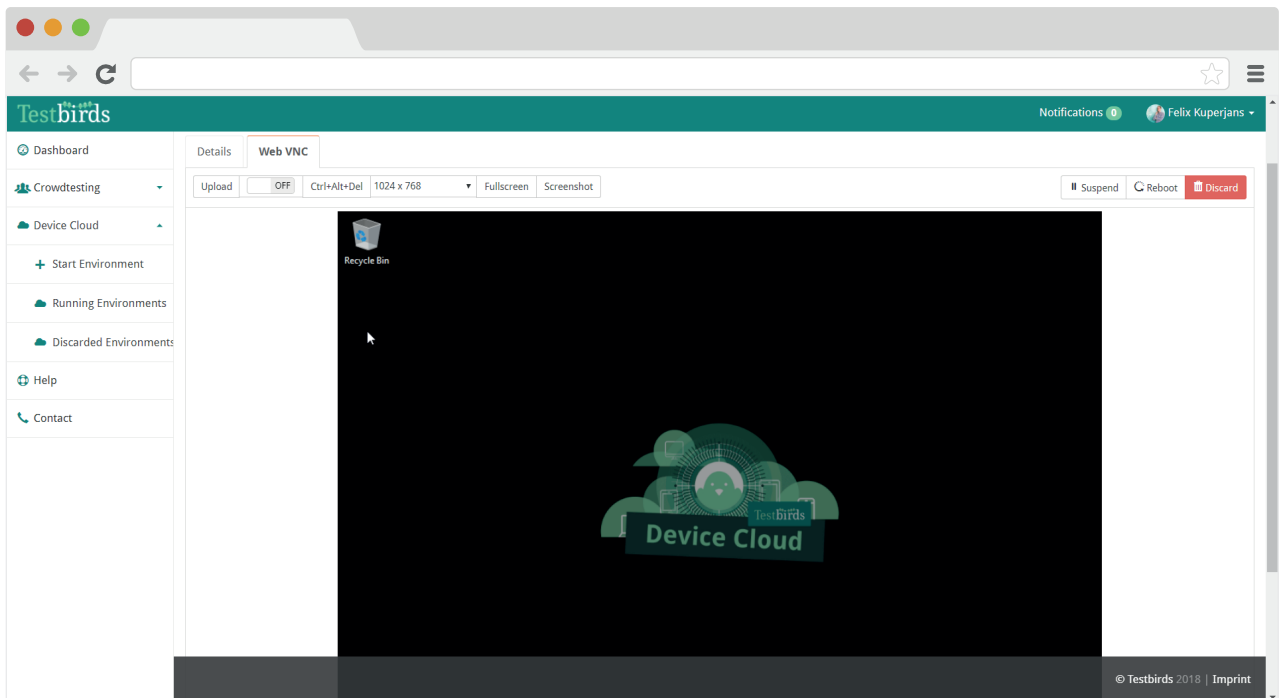 Testbirds
Notifications 0
Felix Kuperjans
Dashboard
Crowdtesting
Device Cloud
Start Environment
Running Environments
Discarded Environments
Help
Contact
Details
Web VNC
Upload
OFF
Ctrl+Alt+Del
1024 x 768
Fullscreen
Screenshot
Suspend
Reboot
Discard
Recycle Bin
Testbirds
Device Cloud
© Testbirds 2018 | Imprint